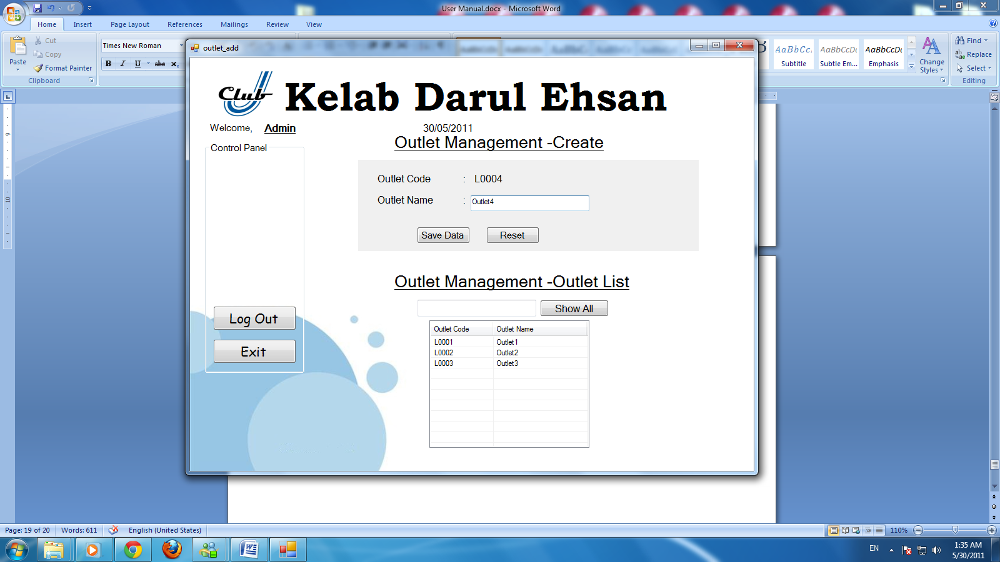 User Manual.docx - Microsoft Word
Home Insert Page Layout References Mailings Review View
Paste
Cut
Copy
Format Painter
Clipboard
Times New Roman
B I U abc x₂
AaBbCc.
Subtitle
AaBbCcDc
Subtle Em...
AaBbCcDc
Emphasis
Change
Styles
Find
Replace
Select
Editing
outlet_add
Club
Kelab Darul Ehsan
Welcome, Admin
30/05/2011
Control Panel
Log Out
Exit
Outlet Management -Create
Outlet Code : L0004
Outlet Name : Outlet4
Save Data Reset
Outlet Management -Outlet List
Show All
Outlet Code Outlet Name
L0001 Outlet1
L0002 Outlet2
L0003 Outlet3
9
10
Page: 19 of 20 Words: 611 English (United States) 110%
EN
1:35 AM
5/30/2011